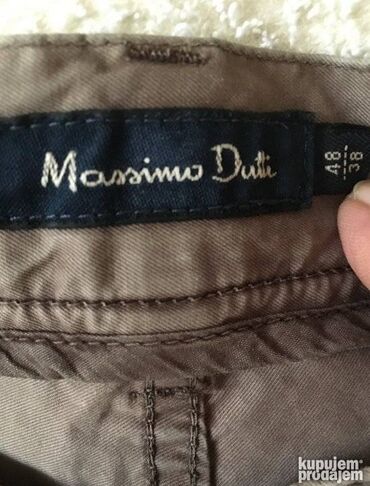 Massimo Dutti
48
38
kupujem
prodajem